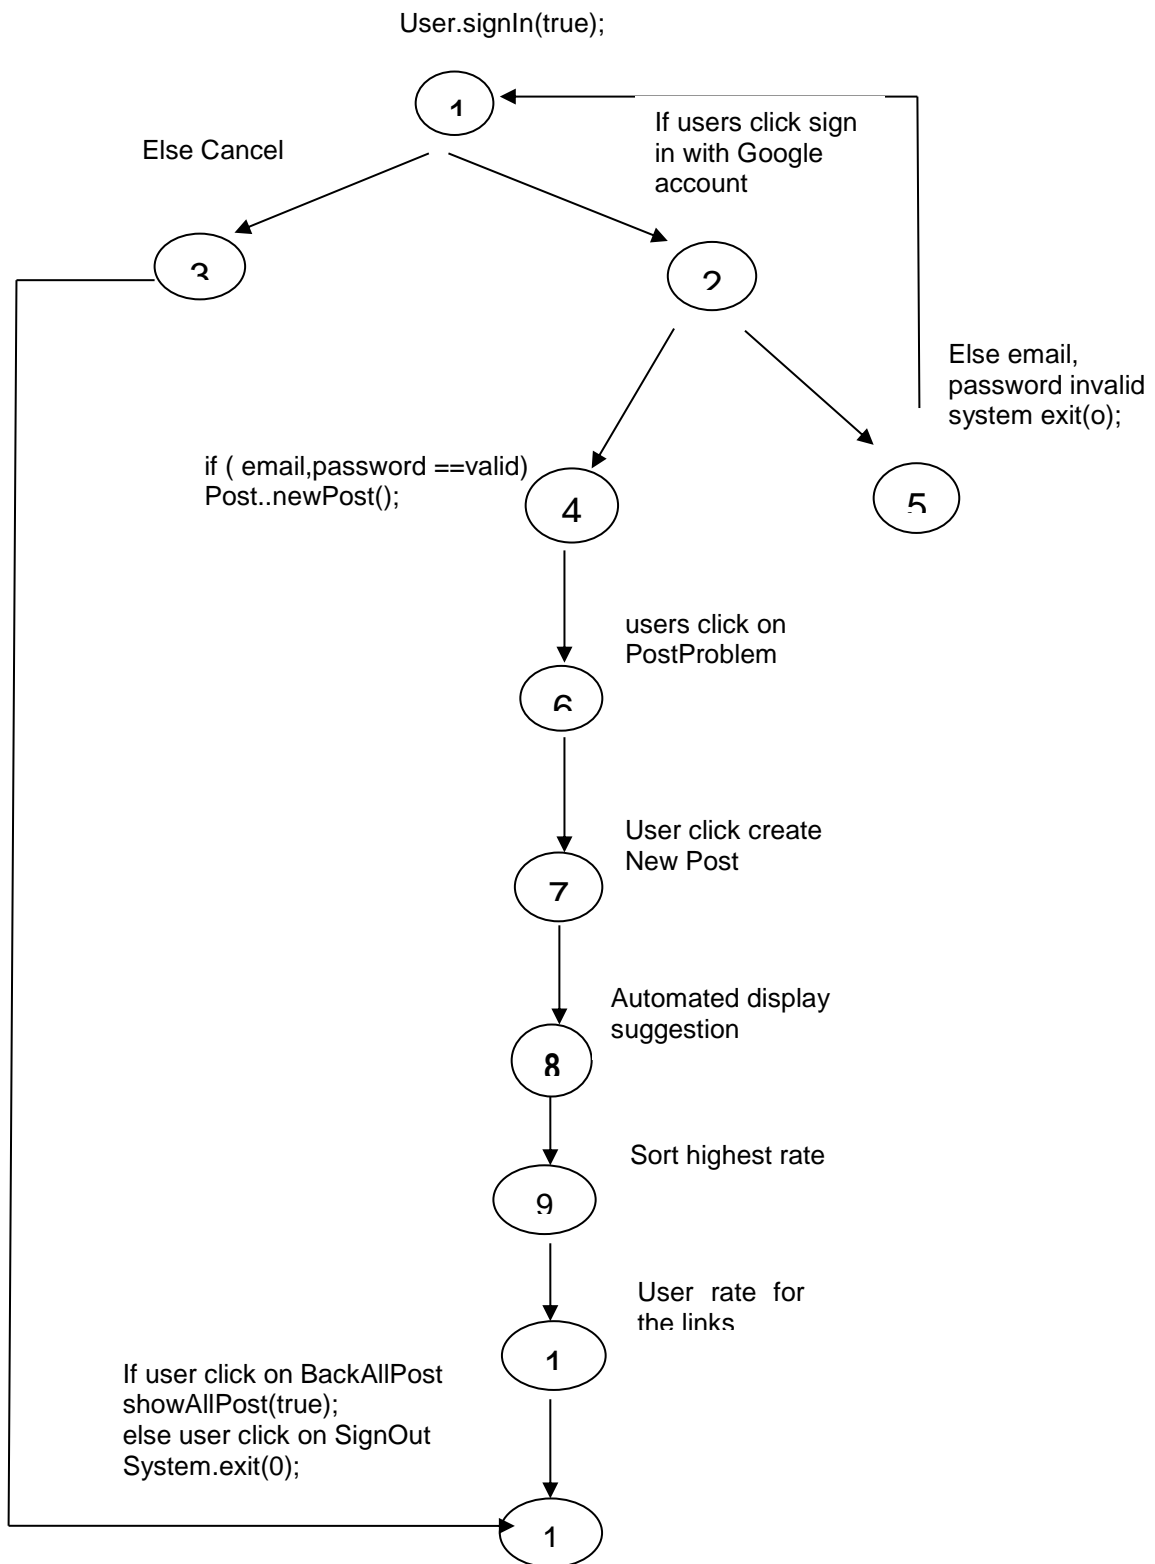 User.signIn(true);
1
If users click sign
in with Google
account
Else Cancel
3
2
Else email,
password invalid
system exit(o);
if ( email,password ==valid)
Post..newPost();
4
5
users click on
PostProblem
6
User click create
New Post
7
Automated display
suggestion
8
Sort highest rate
9
User rate for
the links
1
If user click on BackAllPost
showAllPost(true);
else user click on SignOut
System.exit(0);
1